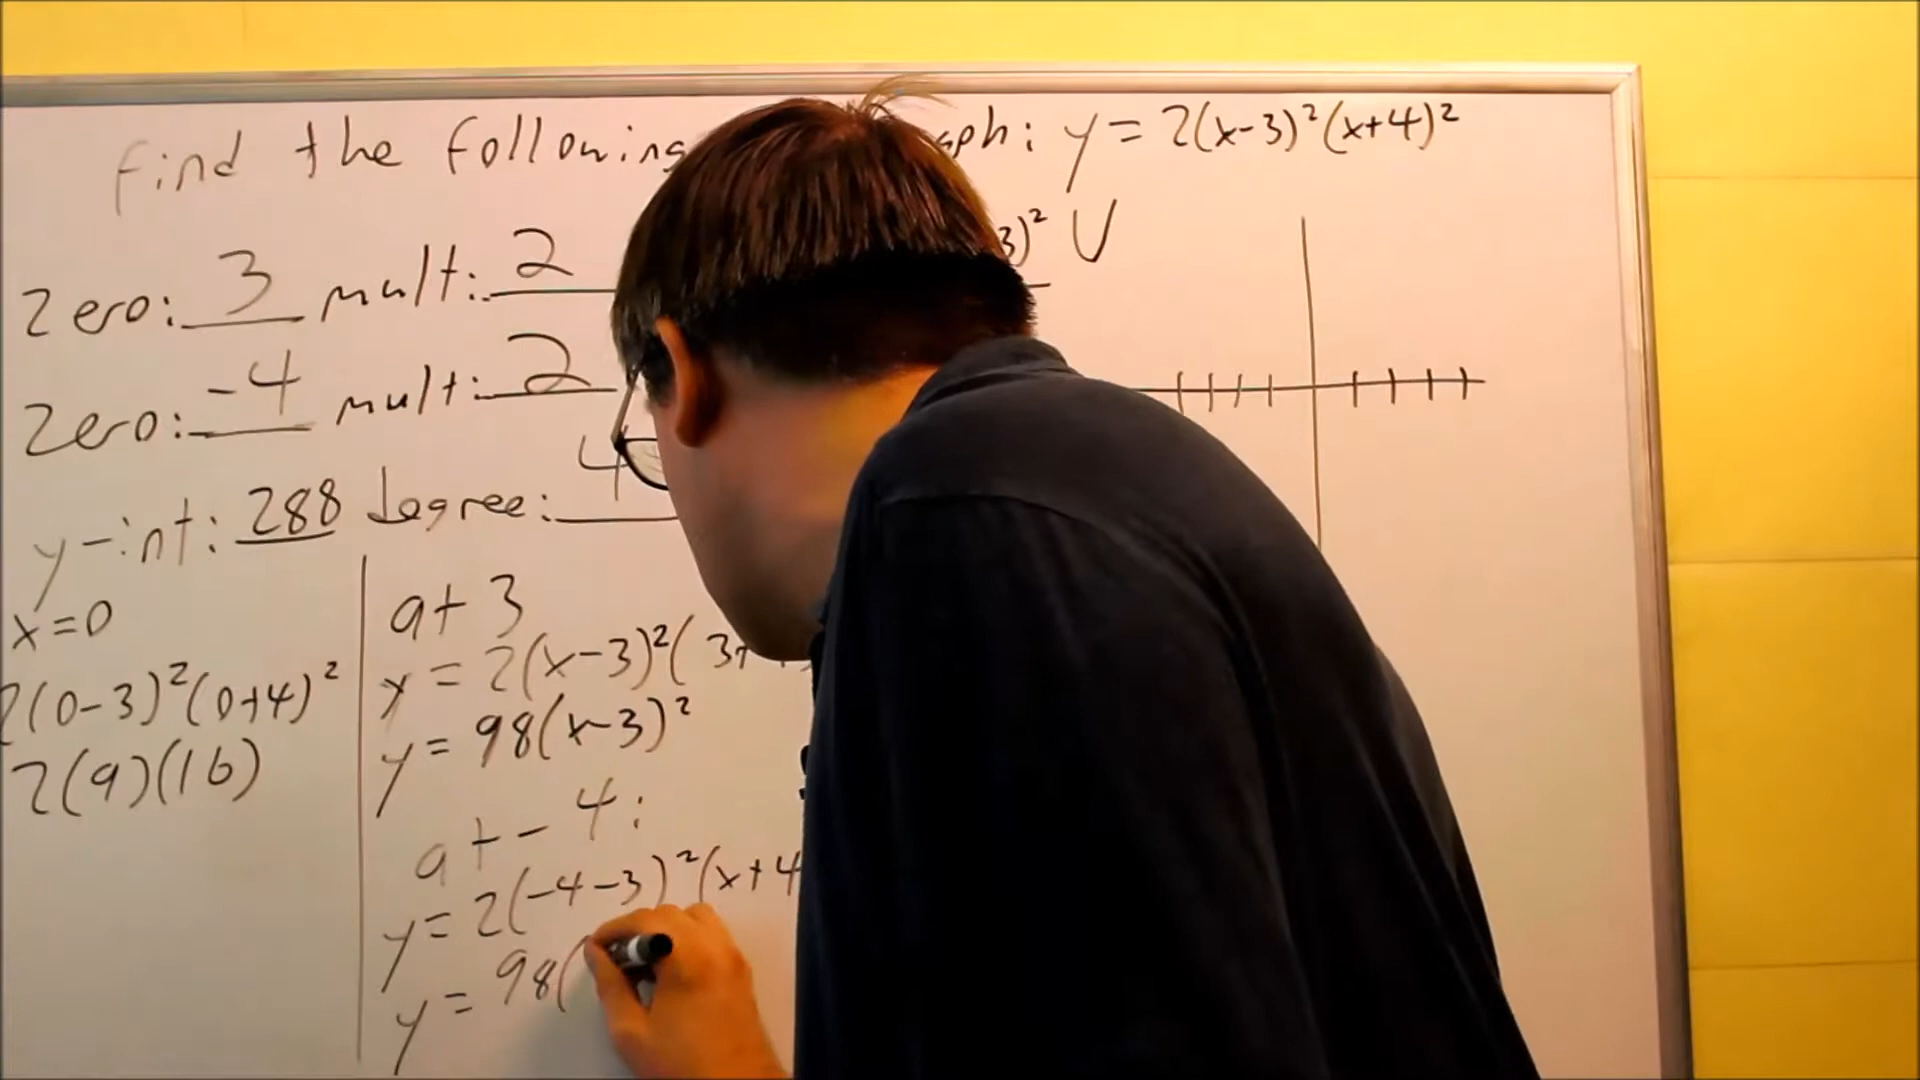 find the following ph: y = 2(x-3)²(x+4)²
3)² U
zero: 3 mult: 2
zero: -4 mult: 2
y-int: 288 degree: 4
x=0
2(0-3)²(0+4)²
2(9)(16)
at 3
y = 2(x-3)²(3+
y = 98(x-3)²
at -4:
y = 2(-4-3)²(x+4
y = 98(